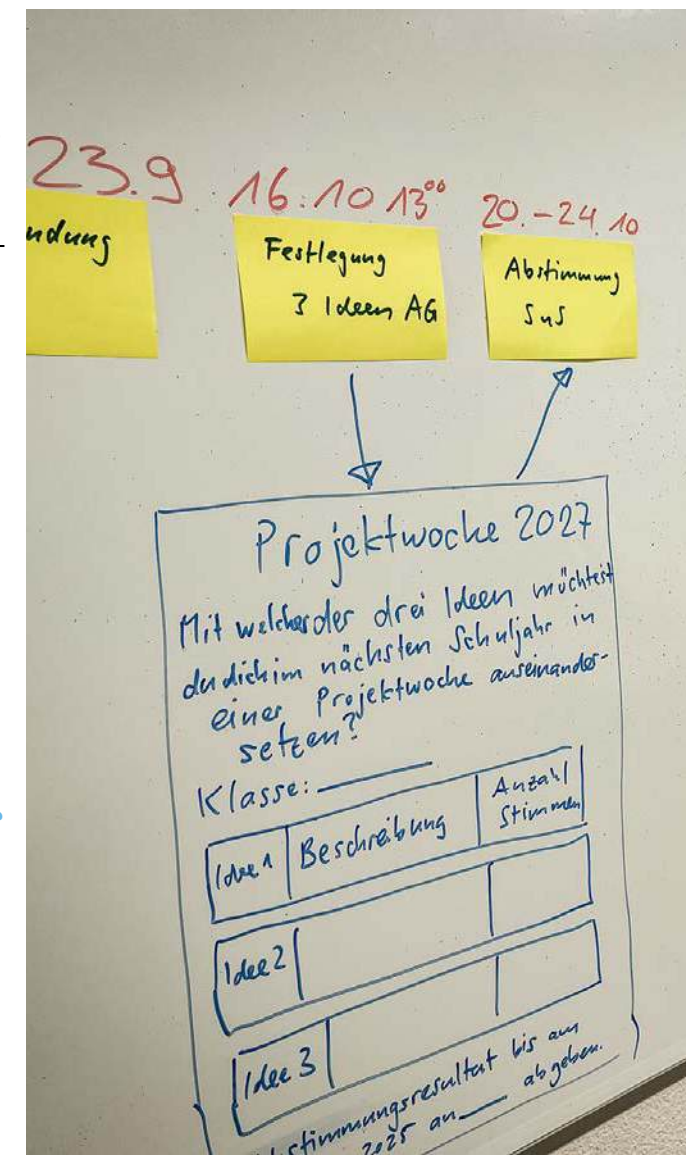 23.9 16.10 13⁰⁰ 20.–24.10
ndung
Festlegung
3 Ideen AG
Abstimmung
SuS
Projektwoche 2027
Mit welcher der drei Ideen möchtest
du dich im nächsten Schuljahr in
einer Projektwoche auseinander-
setzen?
Klasse:
Idee 1 Beschreibung Anzahl
Stimmen
Idee 2
Idee 3
bstimmungsresultat bis am
2025 an___ abgeben.